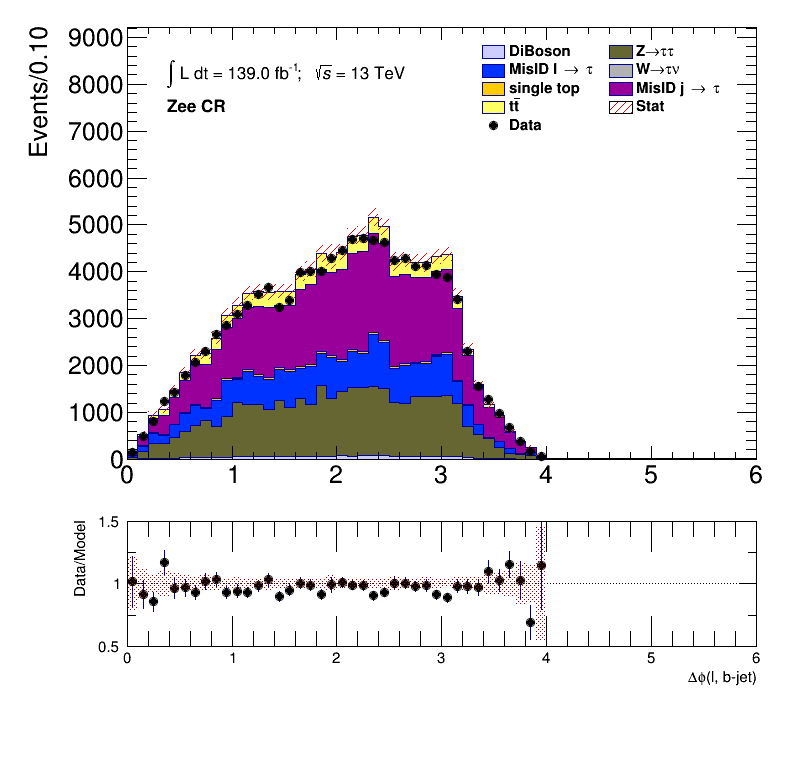 9000
8000
7000
6000
5000
4000
3000
2000
1000
0
Events/0.10
∫ L dt = 139.0 fb⁻¹; √s = 13 TeV
Zee CR
DiBoson
MisID l → τ
single top
tt̄
Data
Z→ττ
W→τν
MisID j → τ
Stat
0 1 2 3 4 5 6
Data/Model
1.5
1
0.5
0 1 2 3 4 5 6
Δϕ(l, b-jet)